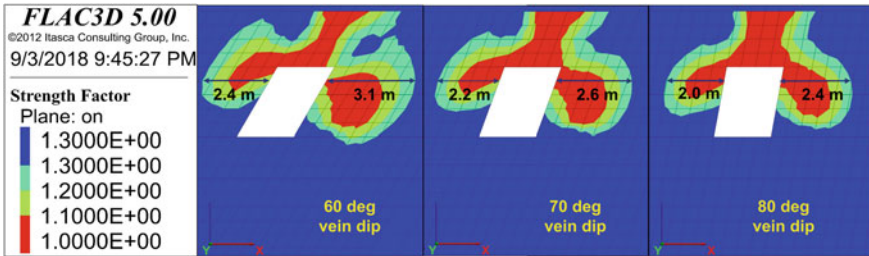 FLAC3D 5.00
©2012 Itasca Consulting Group, Inc.
9/3/2018 9:45:27 PM
Strength Factor
Plane: on
1.3000E+00
1.3000E+00
1.2000E+00
1.1000E+00
1.0000E+00
2.4 m
3.1 m
60 deg
vein dip
Y
X
2.2 m
2.6 m
70 deg
vein dip
Y
X
2.0 m
2.4 m
80 deg
vein dip
Y
X